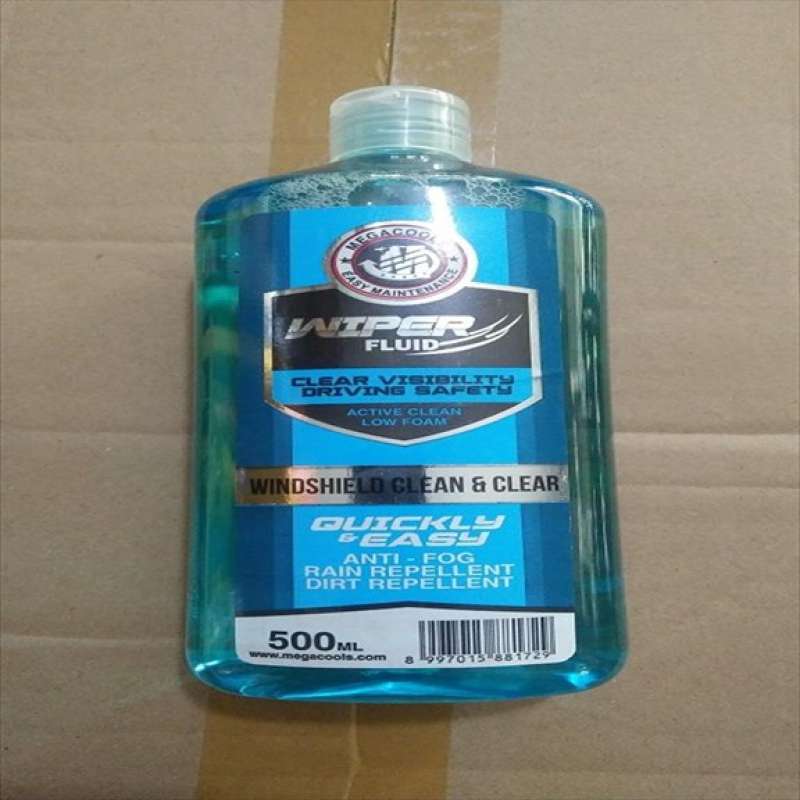 MEGACOOLS
EASY MAINTENANCE
WIPER
FLUID
CLEAR VISIBILITY
DRIVING SAFETY
ACTIVE CLEAN
LOW FOAM
WINDSHIELD CLEAN & CLEAR
QUICKLY
& EASY
ANTI - FOG
RAIN REPELLENT
DIRT REPELLENT
500ML
www.megacools.com
8 997015 881729